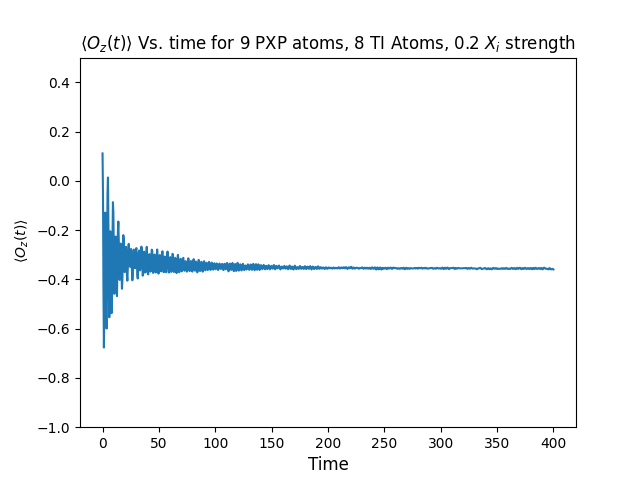 ⟨O_z(t)⟩ Vs. time for 9 PXP atoms, 8 TI Atoms, 0.2 X_i strength
0.4
0.2
0.0
−0.2
−0.4
−0.6
−0.8
−1.0
⟨O_z(t)⟩
0 50 100 150 200 250 300 350 400
Time